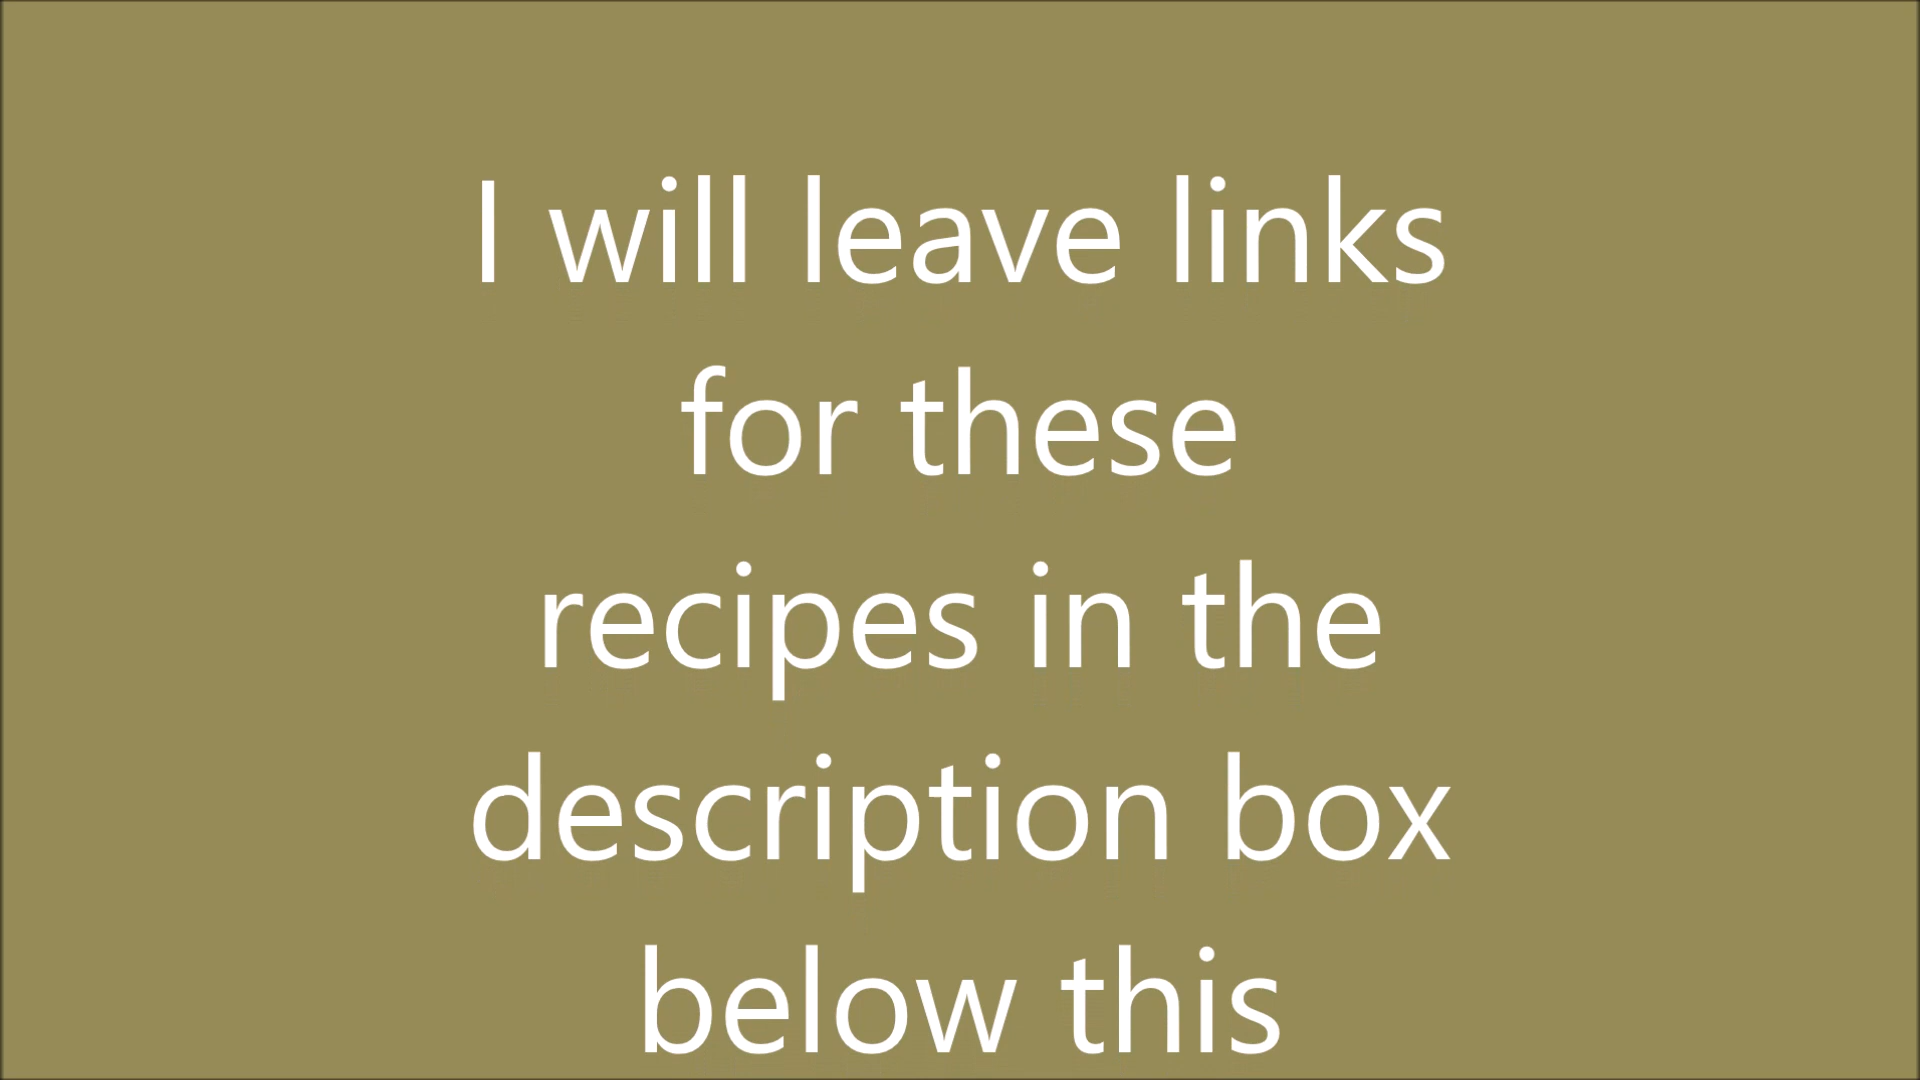 I will leave links
for these
recipes in the
description box
below this